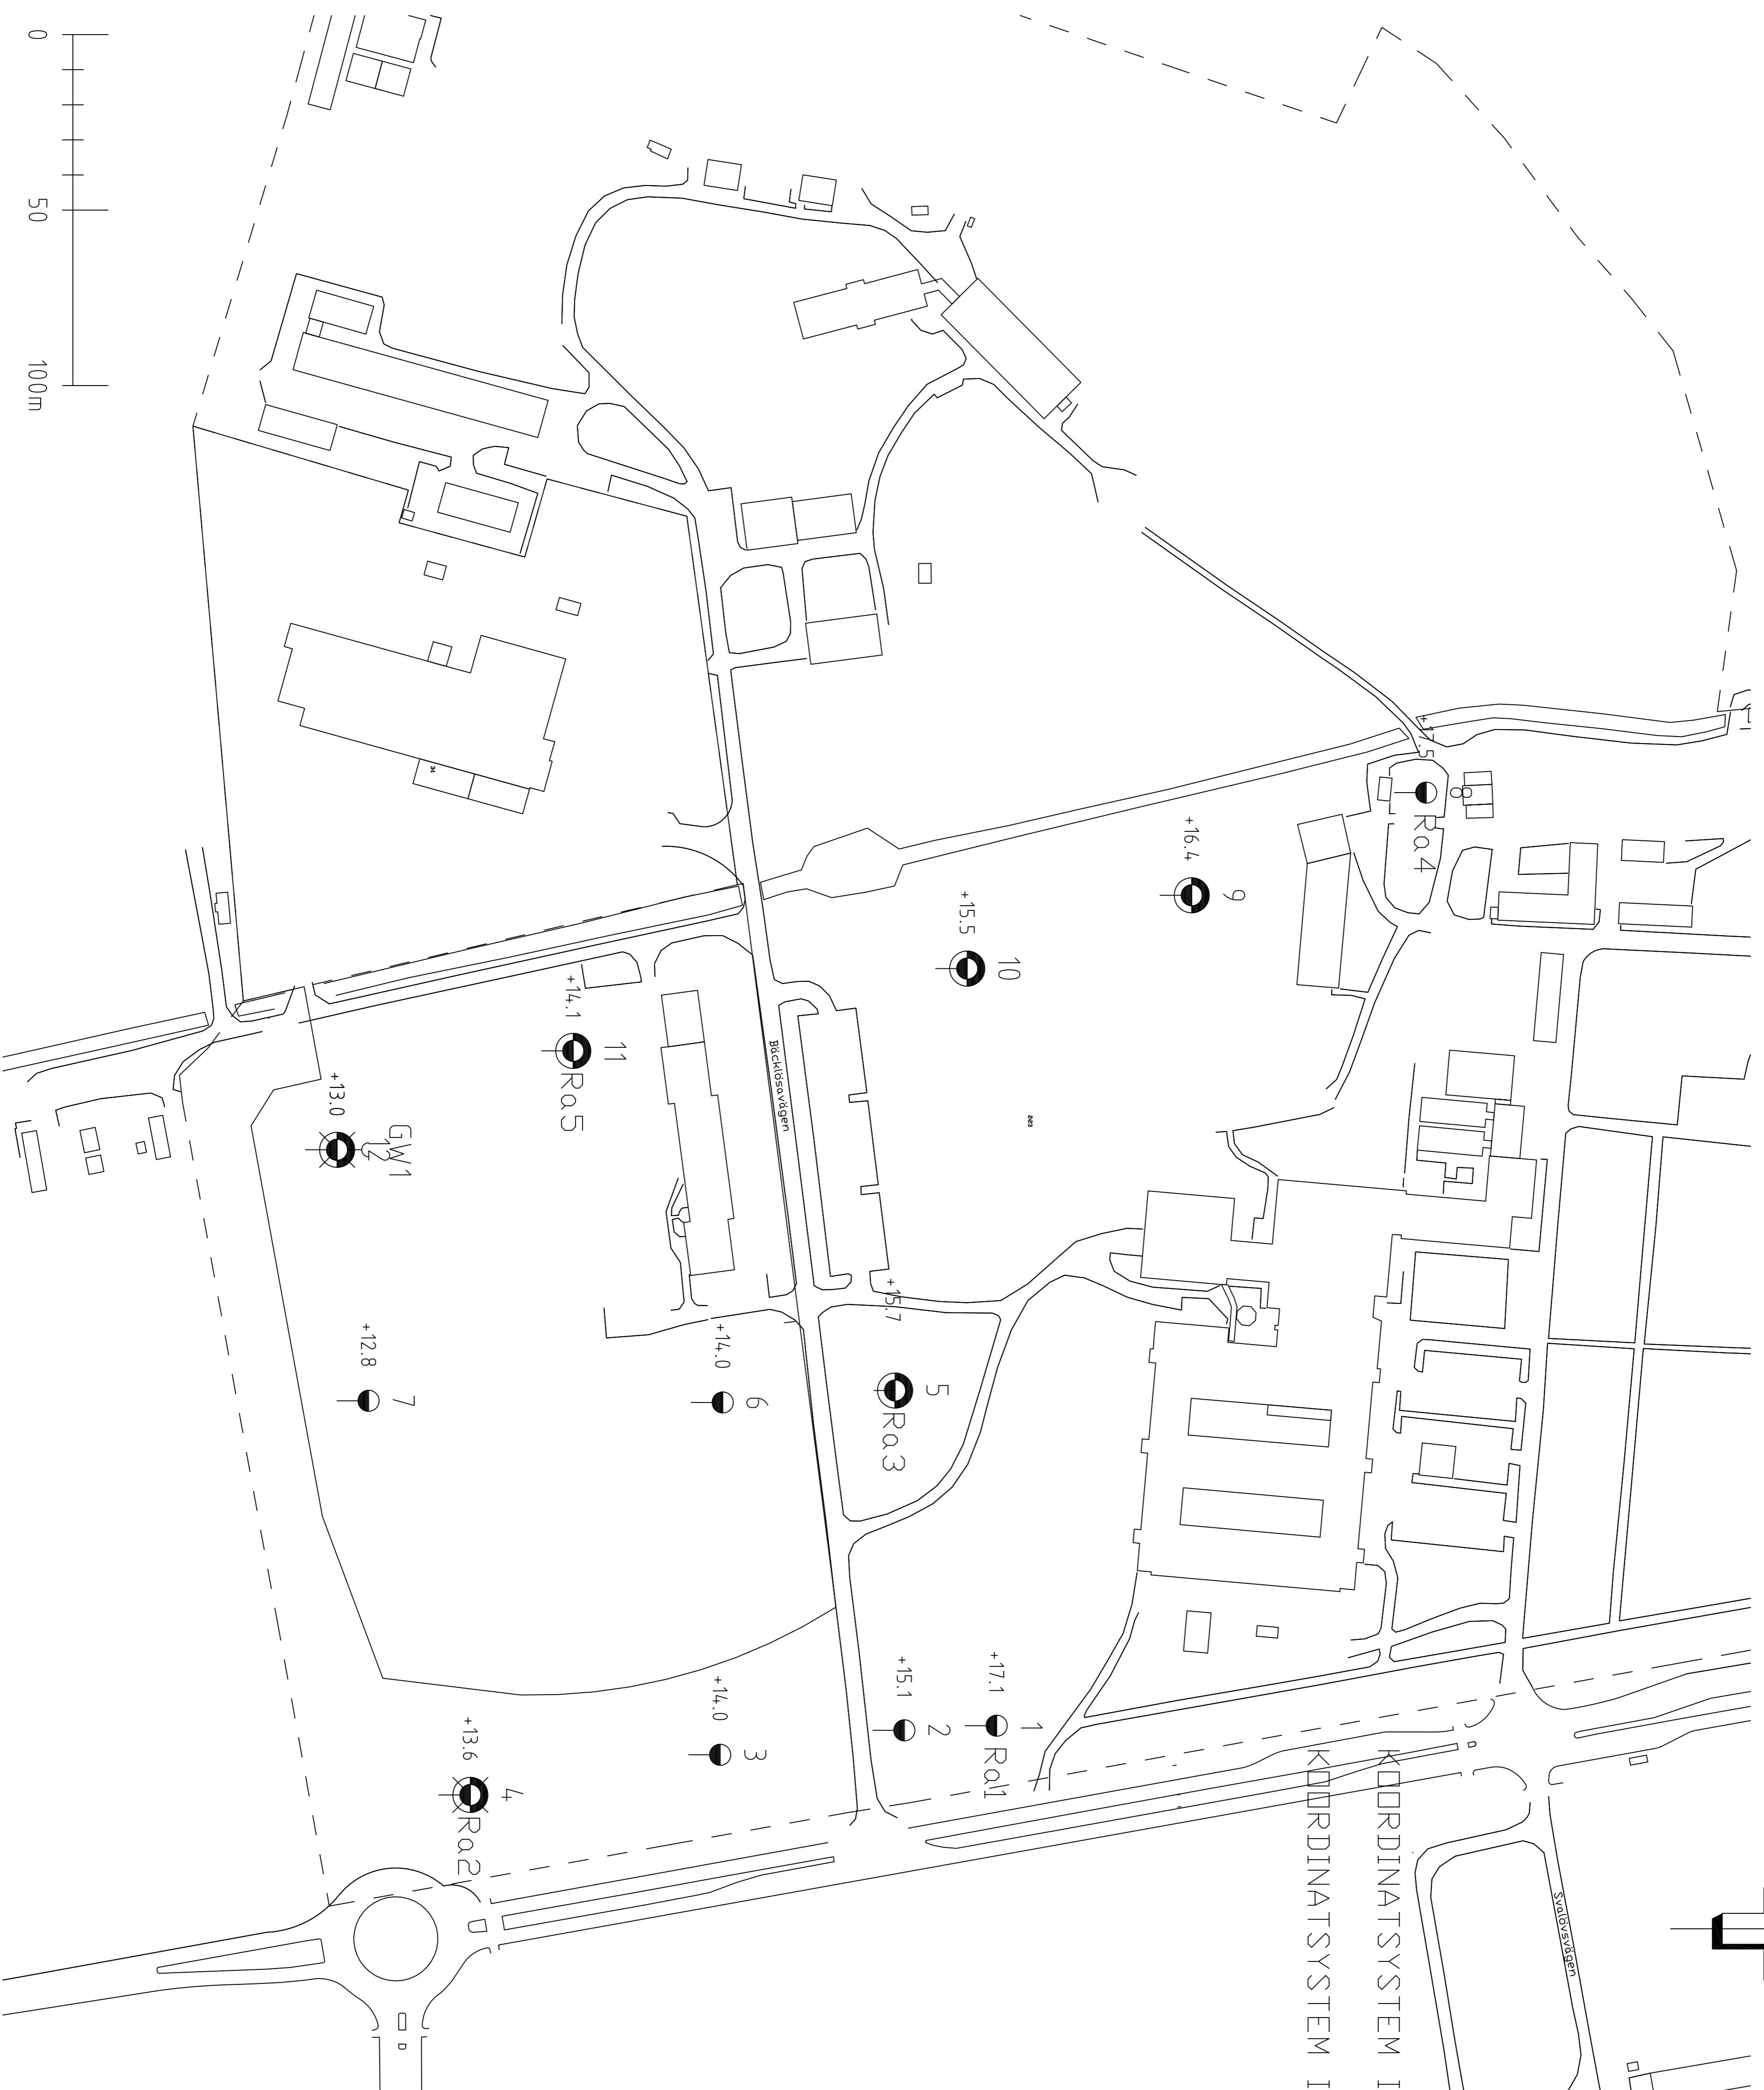 KOORDINATSYSTEM I
KOORDINATSYSTEM I
Svalövsvägen
8
Ra4
9
+16.4
10
+15.5
Bäcklösavägen
11
+14.1
Ra5
GW1
12
+13.0
5
+15.7
Ra3
6
+14.0
7
+12.8
1
+17.1
Ra1
2
+15.1
3
+14.0
4
+13.6
Ra2
0
50
100m